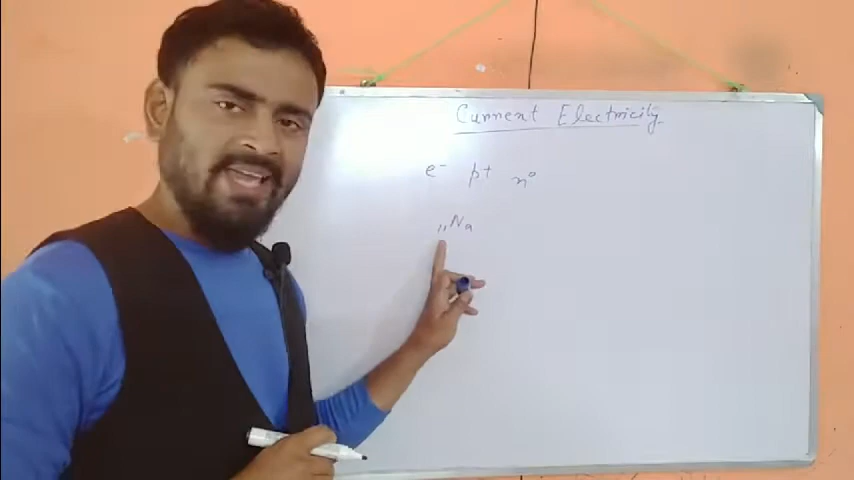 Current Electricity
e⁻ p+ n⁰
₁₁Na